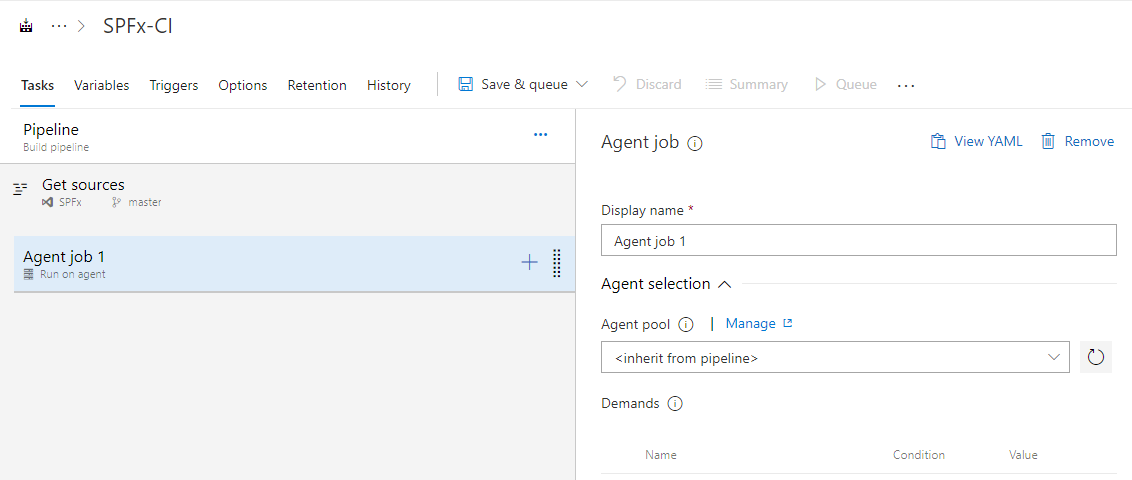 ··· > SPFx-CI
Tasks Variables Triggers Options Retention History Save & queue Discard Summary Queue ···
Pipeline
Build pipeline
Get sources
SPFx master
Agent job 1
Run on agent
Agent job
View YAML Remove
Display name *
Agent job 1
Agent selection
Agent pool | Manage
<inherit from pipeline>
Demands
Name Condition Value